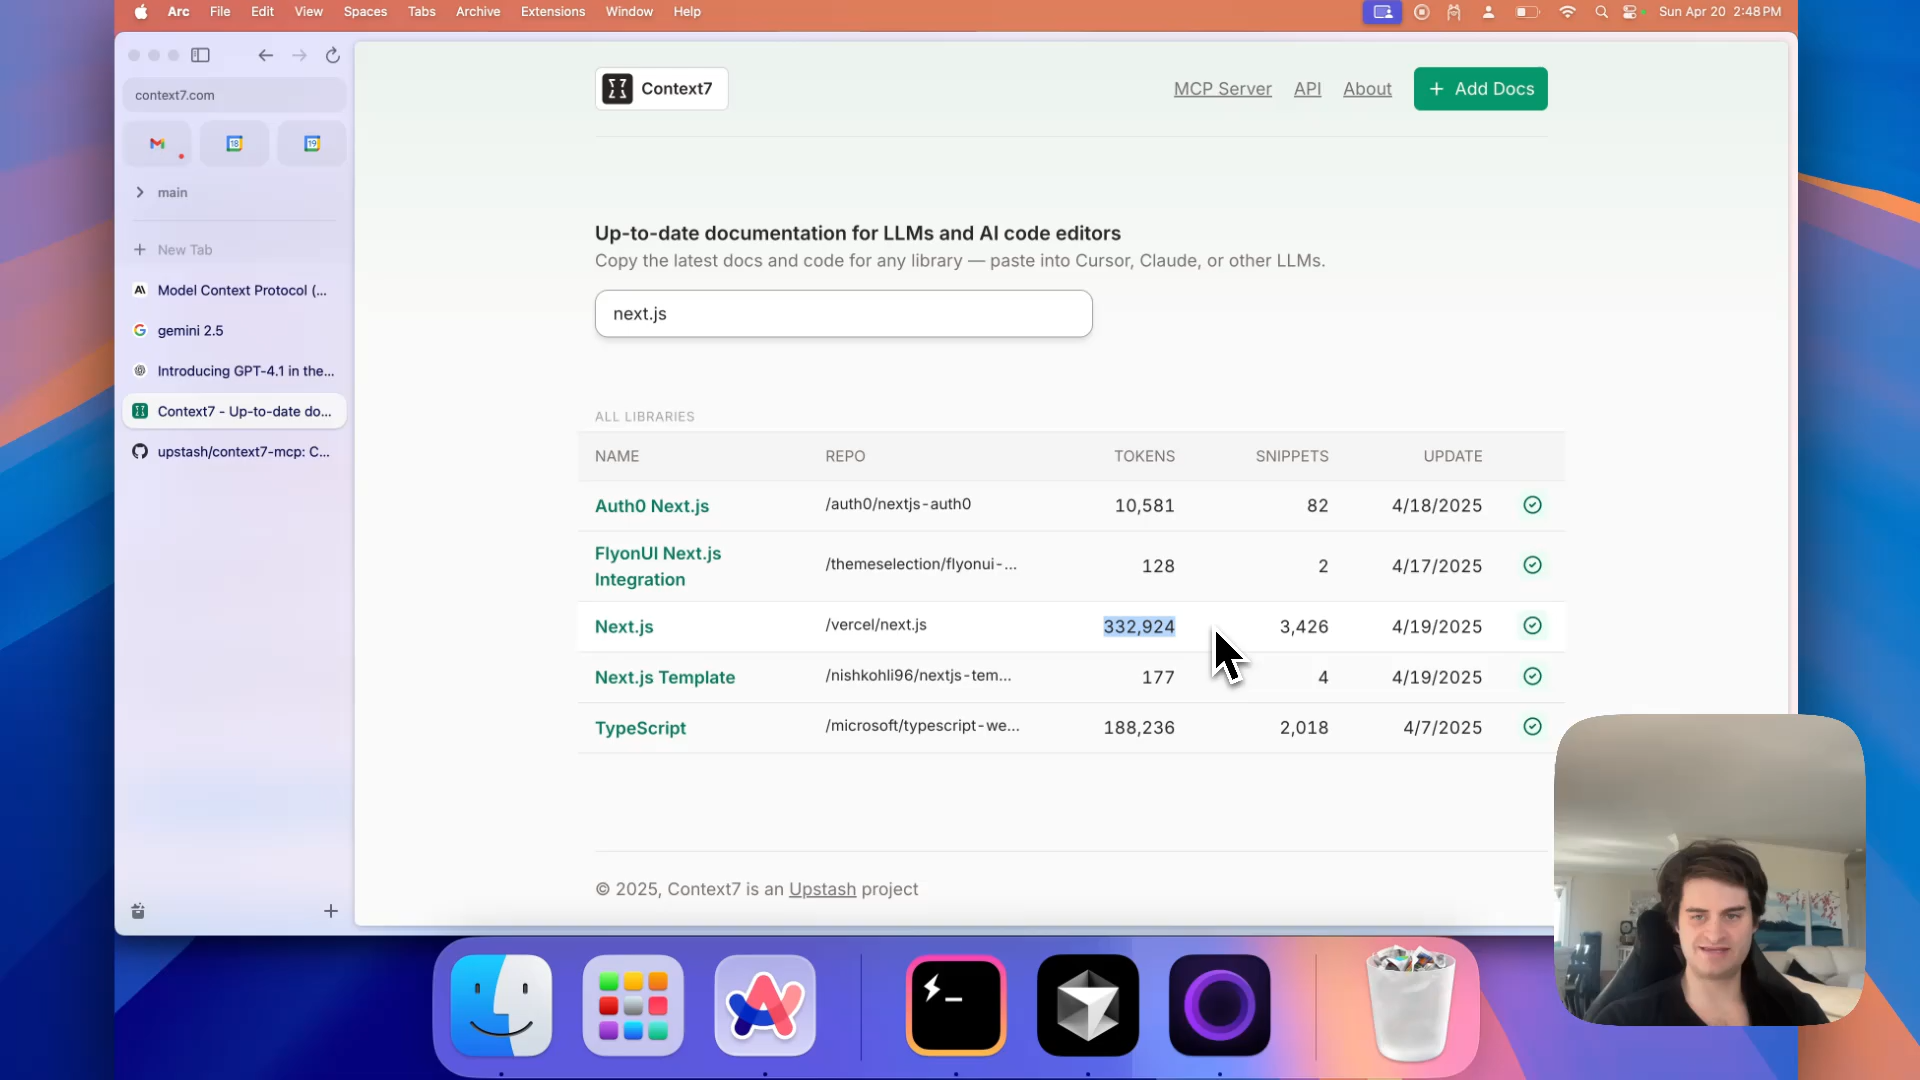 Arc File Edit View Spaces Tabs Archive Extensions Window Help
Sun Apr 20 2:48 PM
context7.com
18
19
main
New Tab
Model Context Protocol (...
gemini 2.5
Introducing GPT-4.1 in the...
Context7 - Up-to-date do...
upstash/context7-mcp: C...
Context7
MCP Server API About + Add Docs
Up-to-date documentation for LLMs and AI code editors
Copy the latest docs and code for any library — paste into Cursor, Claude, or other LLMs.
next.js
ALL LIBRARIES
NAME REPO TOKENS SNIPPETS UPDATE
Auth0 Next.js /auth0/nextjs-auth0 10,581 82 4/18/2025
FlyonUI Next.js
Integration /themeselection/flyonui-... 128 2 4/17/2025
Next.js /vercel/next.js 332,924 3,426 4/19/2025
Next.js Template /nishkohli96/nextjs-tem... 177 4 4/19/2025
TypeScript /microsoft/typescript-we... 188,236 2,018 4/7/2025
© 2025, Context7 is an Upstash project